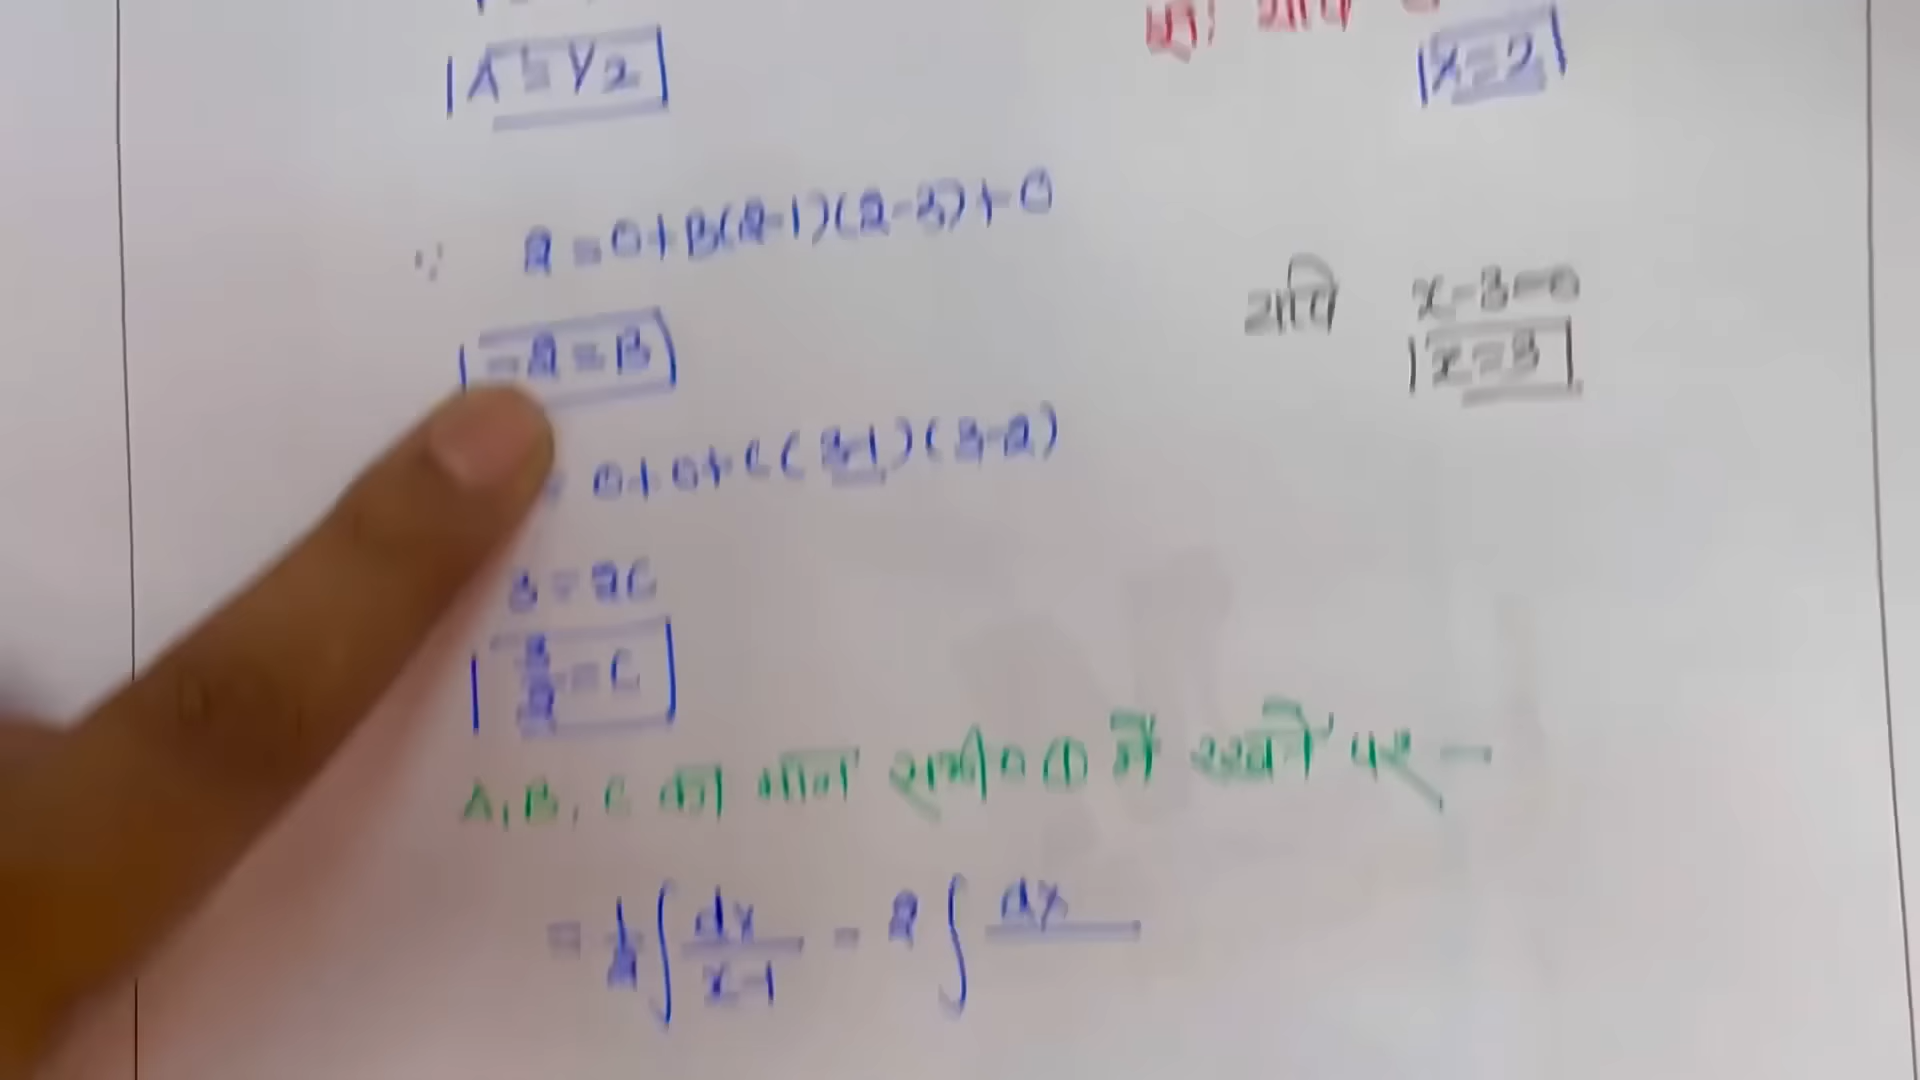 A = 1/2
x=2
∵ 2 = 0+B(2-1)(2-3)+0
यदि x-3=0
-2 = B
x=3
= 0+0+C(3-1)(3-2)
3 = 2C
3/2 = C
A, B, C का मान समी० ① में रखने पर —
= 1/2 ∫ dx/x-1 - 2 ∫ dx